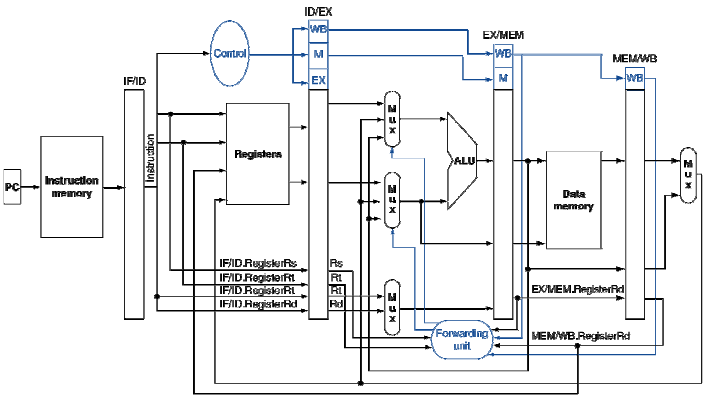 ID/EX
EX/MEM
MEM/WB
IF/ID
Control
WB
M
EX
WB
M
WB
PC
Instruction
memory
Instruction
Registers
M
u
x
M
u
x
ALU
Data
memory
M
u
x
IF/ID.RegisterRs
IF/ID.RegisterRt
IF/ID.RegisterRt
IF/ID.RegisterRd
Rs
Rt
Rt
Rd
M
u
x
EX/MEM.RegisterRd
Forwarding
unit
MEM/WB.RegisterRd